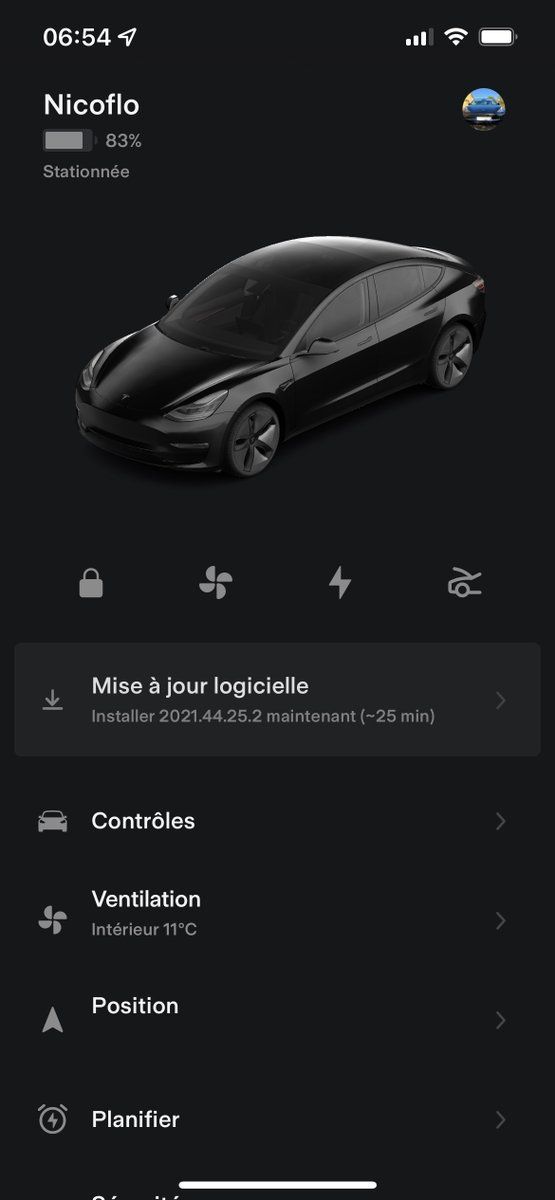 06:54
Nicoflo
83%
Stationnée
Mise à jour logicielle
Installer 2021.44.25.2 maintenant (~25 min)
Contrôles
Ventilation
Intérieur 11°C
Position
Planifier